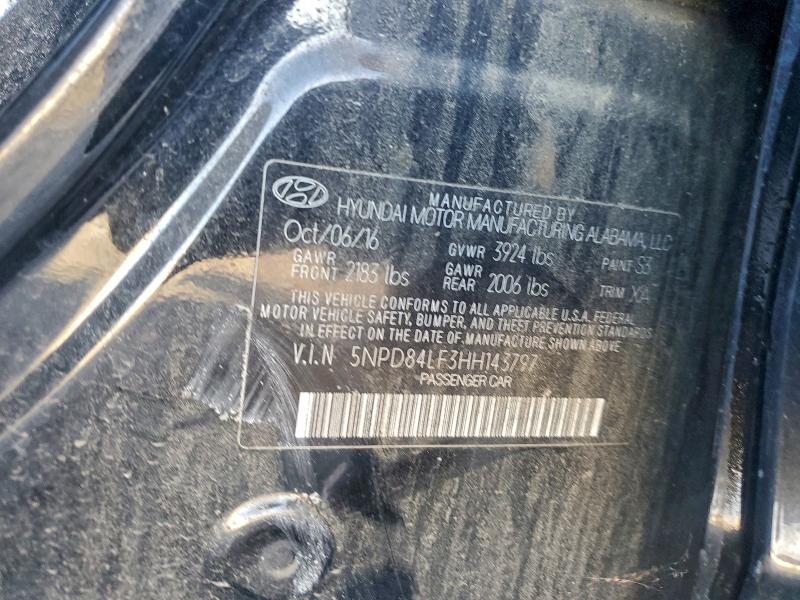 MANUFACTURED BY
HYUNDAI MOTOR MANUFACTURING ALABAMA, LLC
Oct/06/16 GVWR 3924 lbs PAINT S3
GAWR FRONT 2183 lbs GAWR REAR 2006 lbs TRIM
THIS VEHICLE CONFORMS TO ALL APPLICABLE U.S.A. FEDERAL
MOTOR VEHICLE SAFETY, BUMPER, AND THEFT PREVENTION STANDARDS
IN EFFECT ON THE DATE OF MANUFACTURE SHOWN ABOVE
V.I.N 5NPD84LF3HH143797
PASSENGER CAR